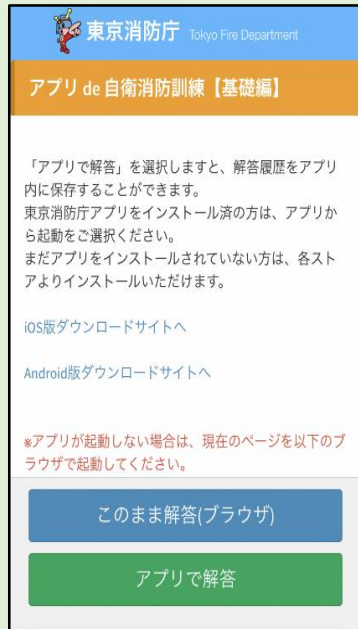 東京消防庁 Tokyo Fire Department
アプリ de 自衛消防訓練【基礎編】
「アプリで解答」を選択しますと、解答履歴をアプリ
内に保存することができます。
東京消防庁アプリをインストール済の方は、アプリか
ら起動をご選択ください。
まだアプリをインストールされていない方は、各スト
アよりインストールいただけます。
iOS版ダウンロードサイトへ
Android版ダウンロードサイトへ
※アプリが起動しない場合は、現在のページを以下のブ
ラウザで起動してください。
このまま解答(ブラウザ)
アプリで解答